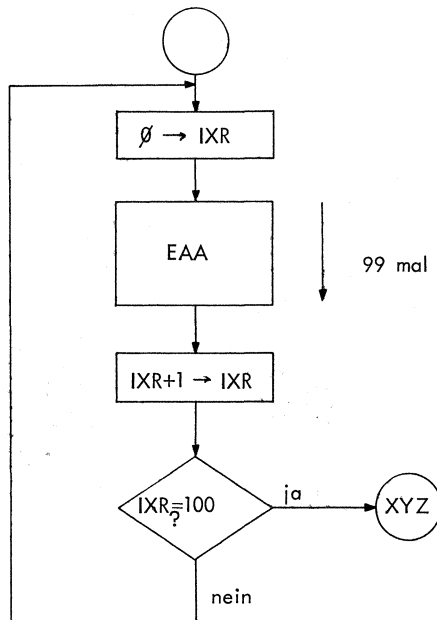 Ø → IXR
EAA
99 mal
IXR+1 → IXR
IXR=100
?
ja
XYZ
nein